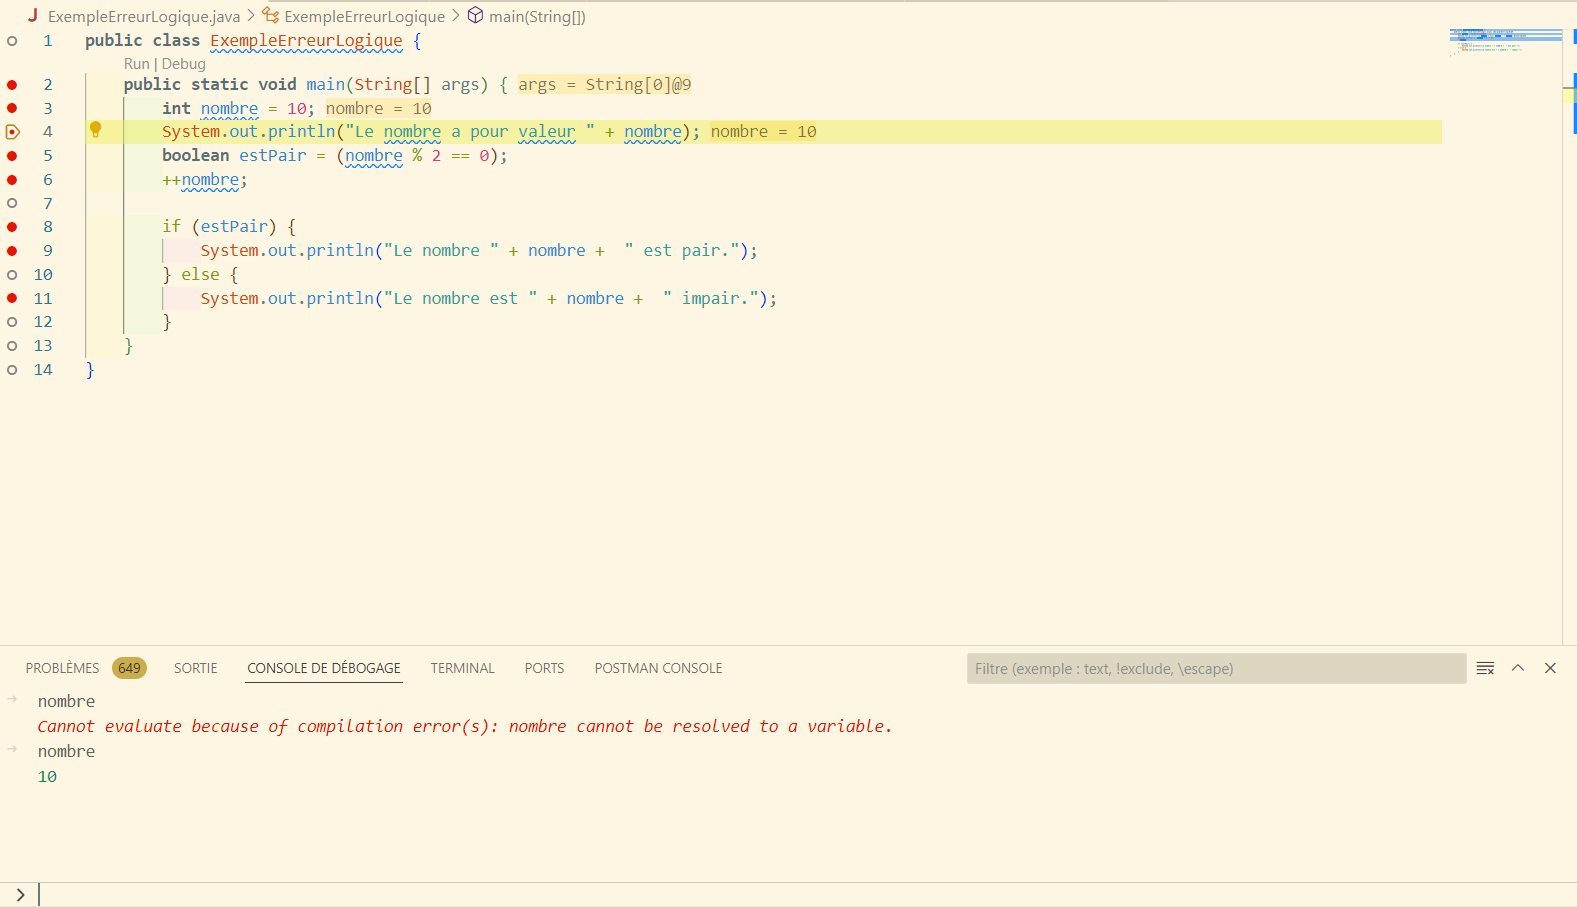 J ExempleErreurLogique.java > ExempleErreurLogique > main(String[])
1 public class ExempleErreurLogique {
Run | Debug
2 public static void main(String[] args) { args = String[0]@9
3 int nombre = 10; nombre = 10
4 System.out.println("Le nombre a pour valeur " + nombre); nombre = 10
5 boolean estPair = (nombre % 2 == 0);
6 ++nombre;
7
8 if (estPair) {
9 System.out.println("Le nombre " + nombre +  " est pair.");
10 } else {
11 System.out.println("Le nombre est " + nombre +  " impair.");
12 }
13 }
14 }
PROBLÈMES 649 SORTIE CONSOLE DE DÉBOGAGE TERMINAL PORTS POSTMAN CONSOLE Filtre (exemple : text, !exclude, \escape)
→ nombre
Cannot evaluate because of compilation error(s): nombre cannot be resolved to a variable.
→ nombre
10
>